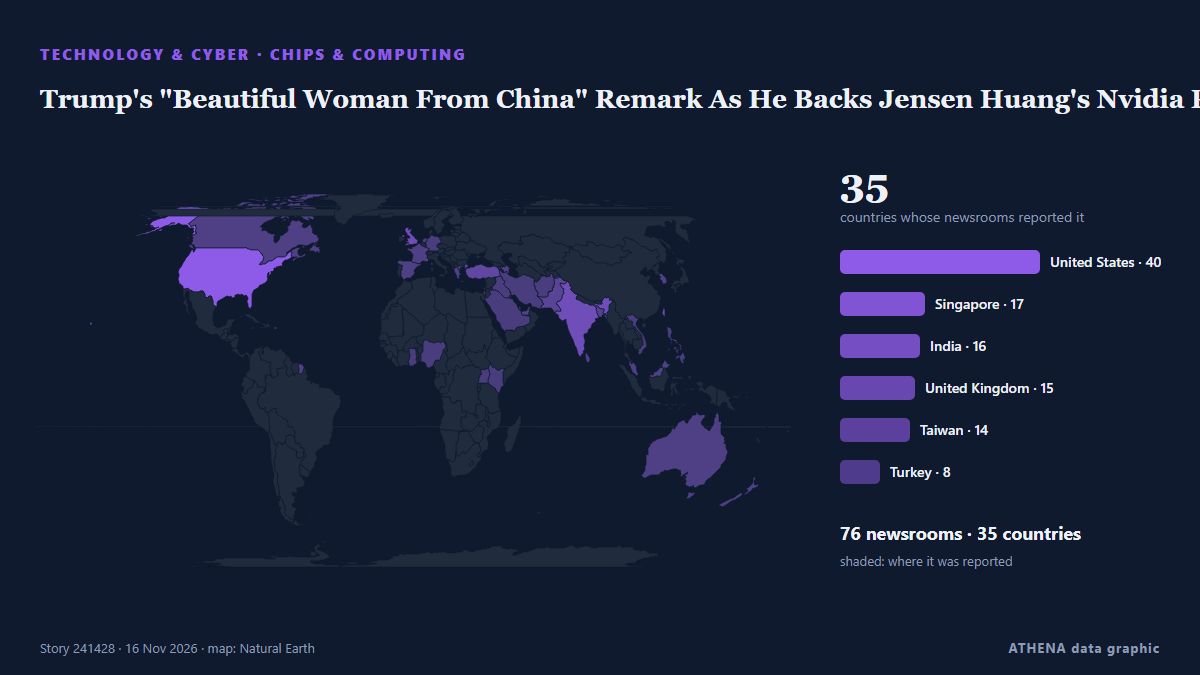 TECHNOLOGY & CYBER · CHIPS & COMPUTING
Trump's "Beautiful Woman From China" Remark As He Backs Jensen Huang's Nvidia
35
countries whose newsrooms reported it
United States · 40
Singapore · 17
India · 16
United Kingdom · 15
Taiwan · 14
Turkey · 8
76 newsrooms · 35 countries
shaded: where it was reported
Story 241428 · 16 Nov 2026 · map: Natural Earth
ATHENA data graphic